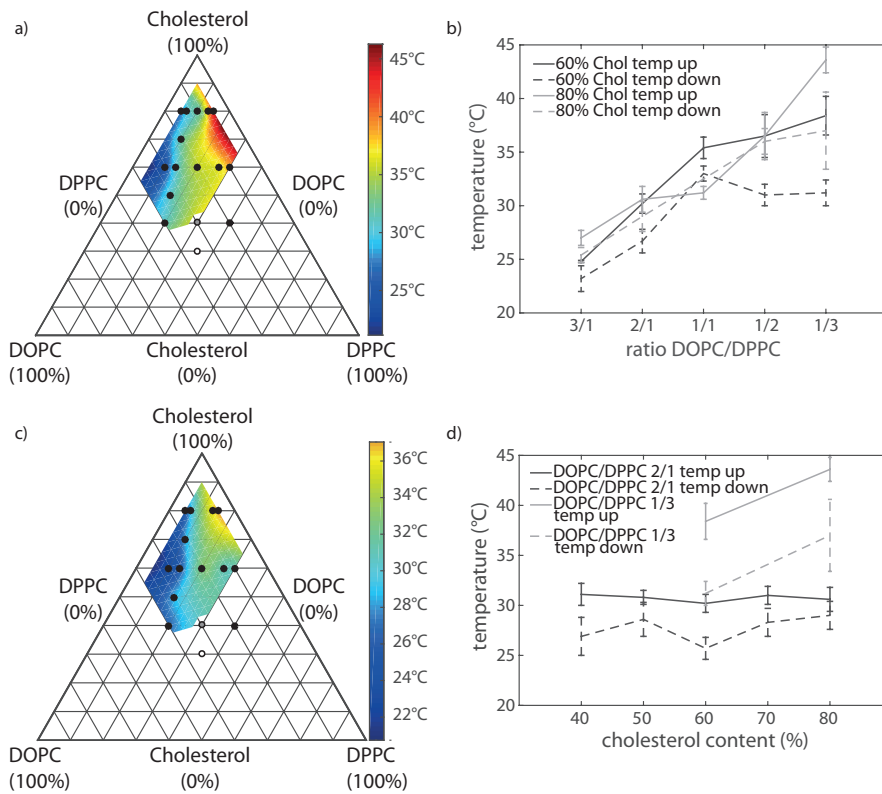 a)
Cholesterol
(100%)
45°C
40°C
35°C
30°C
25°C
DPPC
(0%)
DOPC
(0%)
DOPC
(100%)
Cholesterol
(0%)
DPPC
(100%)
b)
45
40
35
30
25
20
temperature (°C)
60% Chol temp up
60% Chol temp down
80% Chol temp up
80% Chol temp down
3/1
2/1
1/1
1/2
1/3
ratio DOPC/DPPC
c)
Cholesterol
(100%)
36°C
34°C
32°C
30°C
28°C
26°C
24°C
22°C
DPPC
(0%)
DOPC
(0%)
DOPC
(100%)
Cholesterol
(0%)
DPPC
(100%)
d)
45
40
35
30
25
20
temperature (°C)
DOPC/DPPC 2/1 temp up
DOPC/DPPC 2/1 temp down
DOPC/DPPC 1/3
temp up
DOPC/DPPC 1/3
temp down
40
50
60
70
80
cholesterol content (%)